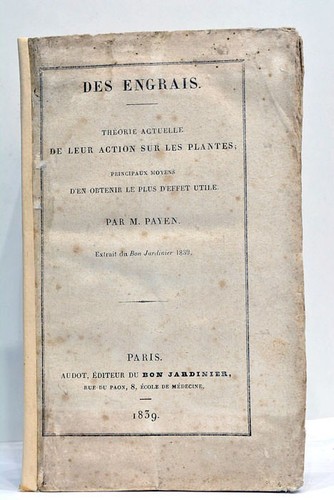 DES ENGRAIS.
THÉORIE ACTUELLE
DE LEUR ACTION SUR LES PLANTES;
PRINCIPAUX MOYENS
D'EN OBTENIR LE PLUS D'EFFET UTILE
PAR M. PAYEN.
Extrait du Bon Jardinier 1839.
PARIS.
AUDOT, ÉDITEUR DU BON JARDINIER,
RUE DU PAON, 8, ÉCOLE DE MÉDECINE.
1839.